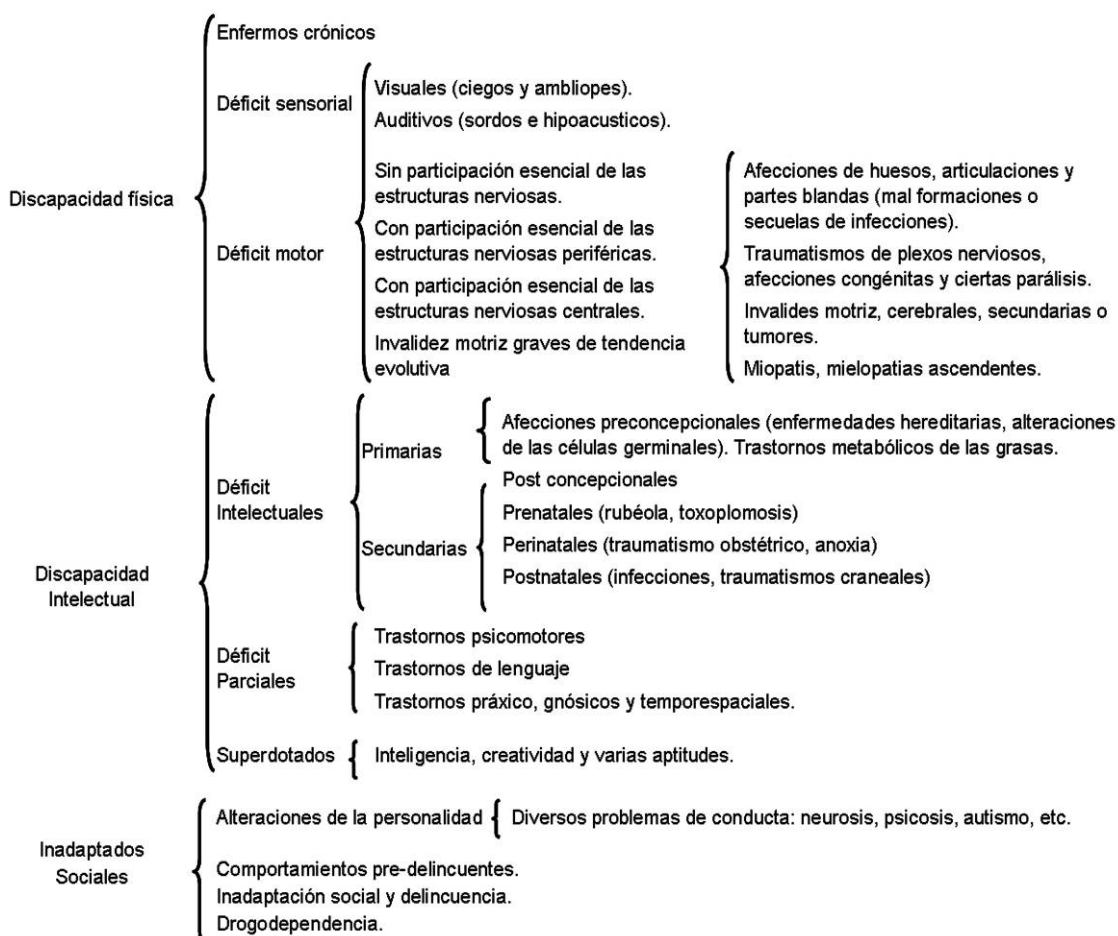 Enfermos crónicos
Déficit sensorial
Visuales (ciegos y ambliopes).
Auditivos (sordos e hipoacusticos).
Discapacidad física
Déficit motor
Sin participación esencial de las
estructuras nerviosas.
Con participación esencial de las
estructuras nerviosas periféricas.
Con participación esencial de las
estructuras nerviosas centrales.
Invalidez motriz graves de tendencia
evolutiva
Afecciones de huesos, articulaciones y
partes blandas (mal formaciones o
secuelas de infecciones).
Traumatismos de plexos nerviosos,
afecciones congénitas y ciertas parálisis.
Invalides motriz, cerebrales, secundarias o
tumores.
Miopatis, mielopatias ascendentes.
Discapacidad
Intelectual
Déficit
Intelectuales
Primarias
Afecciones preconcepcionales (enfermedades hereditarias, alteraciones
de las células germinales). Trastornos metabólicos de las grasas.
Secundarias
Post concepcionales
Prenatales (rubéola, toxoplomosis)
Perinatales (traumatismo obstétrico, anoxia)
Postnatales (infecciones, traumatismos craneales)
Déficit
Parciales
Trastornos psicomotores
Trastornos de lenguaje
Trastornos práxico, gnósicos y temporespaciales.
Superdotados
Inteligencia, creatividad y varias aptitudes.
Inadaptados
Sociales
Alteraciones de la personalidad
Diversos problemas de conducta: neurosis, psicosis, autismo, etc.
Comportamientos pre-delincuentes.
Inadaptación social y delincuencia.
Drogodependencia.